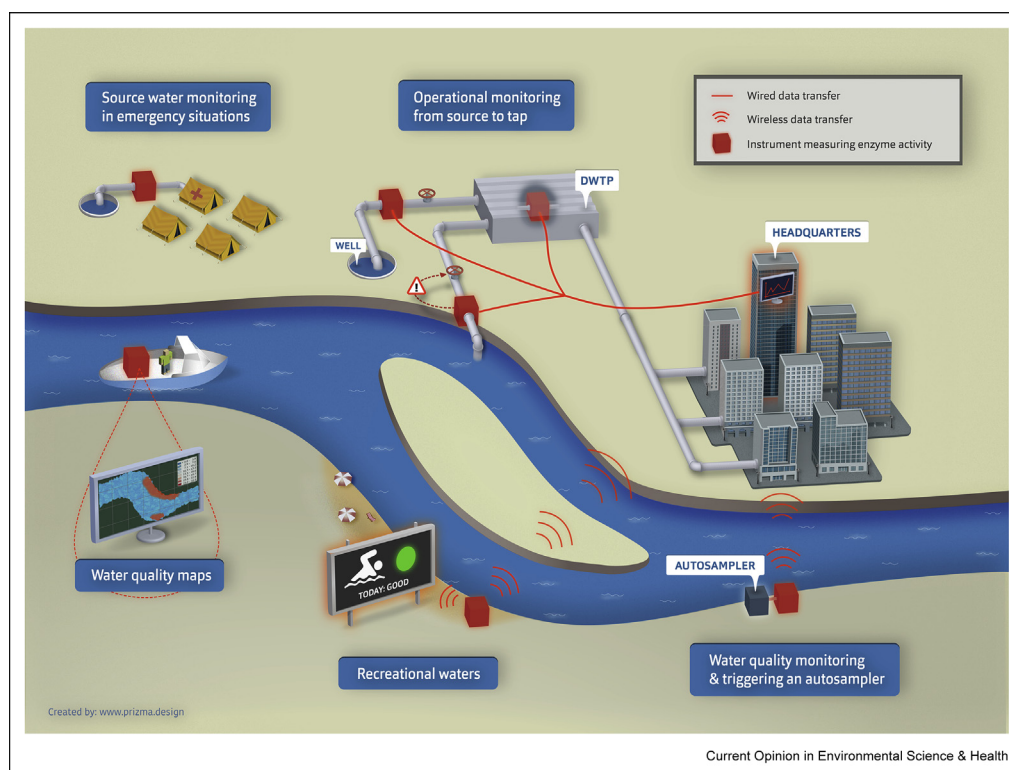 Source water monitoring
in emergency situations
Operational monitoring
from source to tap
Wired data transfer
Wireless data transfer
Instrument measuring enzyme activity
DWTP
WELL
HEADQUARTERS
!
Water quality maps
TODAY: GOOD
AUTOSAMPLER
Recreational waters
Water quality monitoring
& triggering an autosampler
Created by: www.prizma.design
Current Opinion in Environmental Science & Health